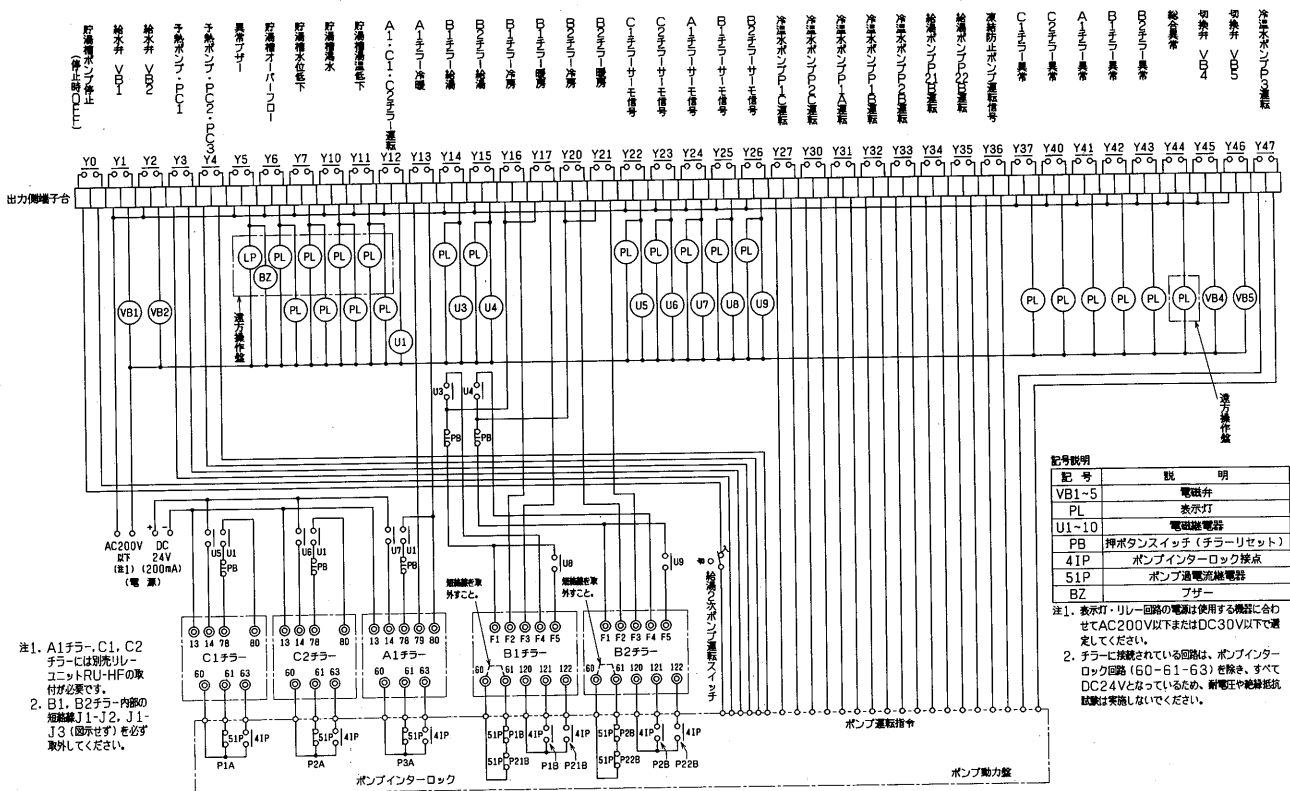 貯湯槽ポンプ停止
(停止時OFF)
給水弁 VB1
給水弁 VB2
予熱ポンプ・PC1
予熱ポンプ・PC2・PC3
異常ブザー
貯湯槽オーバーフロー
貯湯槽水位低下
貯湯槽満水
貯湯槽湯温低下
A1・C1・C2チラー運転
A1チラー冷暖
B1チラー給湯
B2チラー給湯
B1チラー冷房
B1チラー暖房
B2チラー冷房
B2チラー暖房
C1チラーサーモ信号
C2チラーサーモ信号
A1チラーサーモ信号
B1チラーサーモ信号
B2チラーサーモ信号
冷温水ポンプP1C運転
冷温水ポンプP2C運転
冷温水ポンプP1A運転
冷温水ポンプP1B運転
冷温水ポンプP2B運転
給湯ポンプP21B運転
給湯ポンプP22B運転
凍結防止ポンプ運転信号
C1チラー異常
C2チラー異常
A1チラー異常
B1チラー異常
B2チラー異常
総合異常
切換弁 VB4
切換弁 VB5
冷温水ポンプP3運転
Y0 Y1 Y2 Y3 Y4 Y5 Y6 Y7 Y10 Y11 Y12 Y13 Y14 Y15 Y16 Y17 Y20 Y21 Y22 Y23 Y24 Y25 Y26 Y27 Y30 Y31 Y32 Y33 Y34 Y35 Y36 Y37 Y40 Y41 Y42 Y43 Y44 Y45 Y46 Y47
出力側端子台
LP PL PL PL PL PL PL PL PL PL PL PL
BZ
VB1 VB2 PL PL PL PL U3 U4 U5 U6 U7 U8 U9 PL PL PL PL PL PL VB4 VB5
U1
遠方操作盤
U3 U4
PB PB
遠方操作盤
AC200V
以下
(注1)
DC
24V
(200mA)
(電 源)
+ -
U5 U1
PB
U6 U1
PB
U7 U1
PB
U8
U9
切 入
給湯2次ポンプ運転スイッチ
短絡線を取
外すこと。
短絡線を取
外すこと。
13 14 78 80
C1チラー
60 61 63
13 14 78 80
C2チラー
60 61 63
13 14 78 79 80
A1チラー
60 61 63
F1 F2 F3 F4 F5
B1チラー
60 61 120 121 122
F1 F2 F3 F4 F5
B2チラー
60 61 120 121 122
51P 41P
P1A
51P 41P
P2A
51P 41P
P3A
51P P1B 41P 41P
51P P21B P1B P21B
51P P2B 41P 41P
51P P22B P2B P22B
ポンプインターロック
ポンプ運転指令
ポンプ動力盤
注1. A1チラー、C1, C2
チラーには別売リレー
ユニットRU-HFの取
付が必要です。
2. B1, B2チラー内部の
短絡線J1-J2, J1-
J3(図示せず)を必ず
取外してください。
記号説明
記 号 説 明
VB1~5 電磁弁
PL 表示灯
U1~10 電磁継電器
PB 押ボタンスイッチ(チラーリセット)
41P ポンプインターロック接点
51P ポンプ過電流継電器
BZ ブザー
注1. 表示灯・リレー回路の電源は使用する機器に合わ
せてAC200V以下またはDC30V以下で選
定してください。
2. チラーに接続されている回路は、ポンプインター
ロック回路(60-61-63)を除き、すべて
DC24Vとなっているため、耐電圧や絶縁抵抗
試験は実施しないでください。